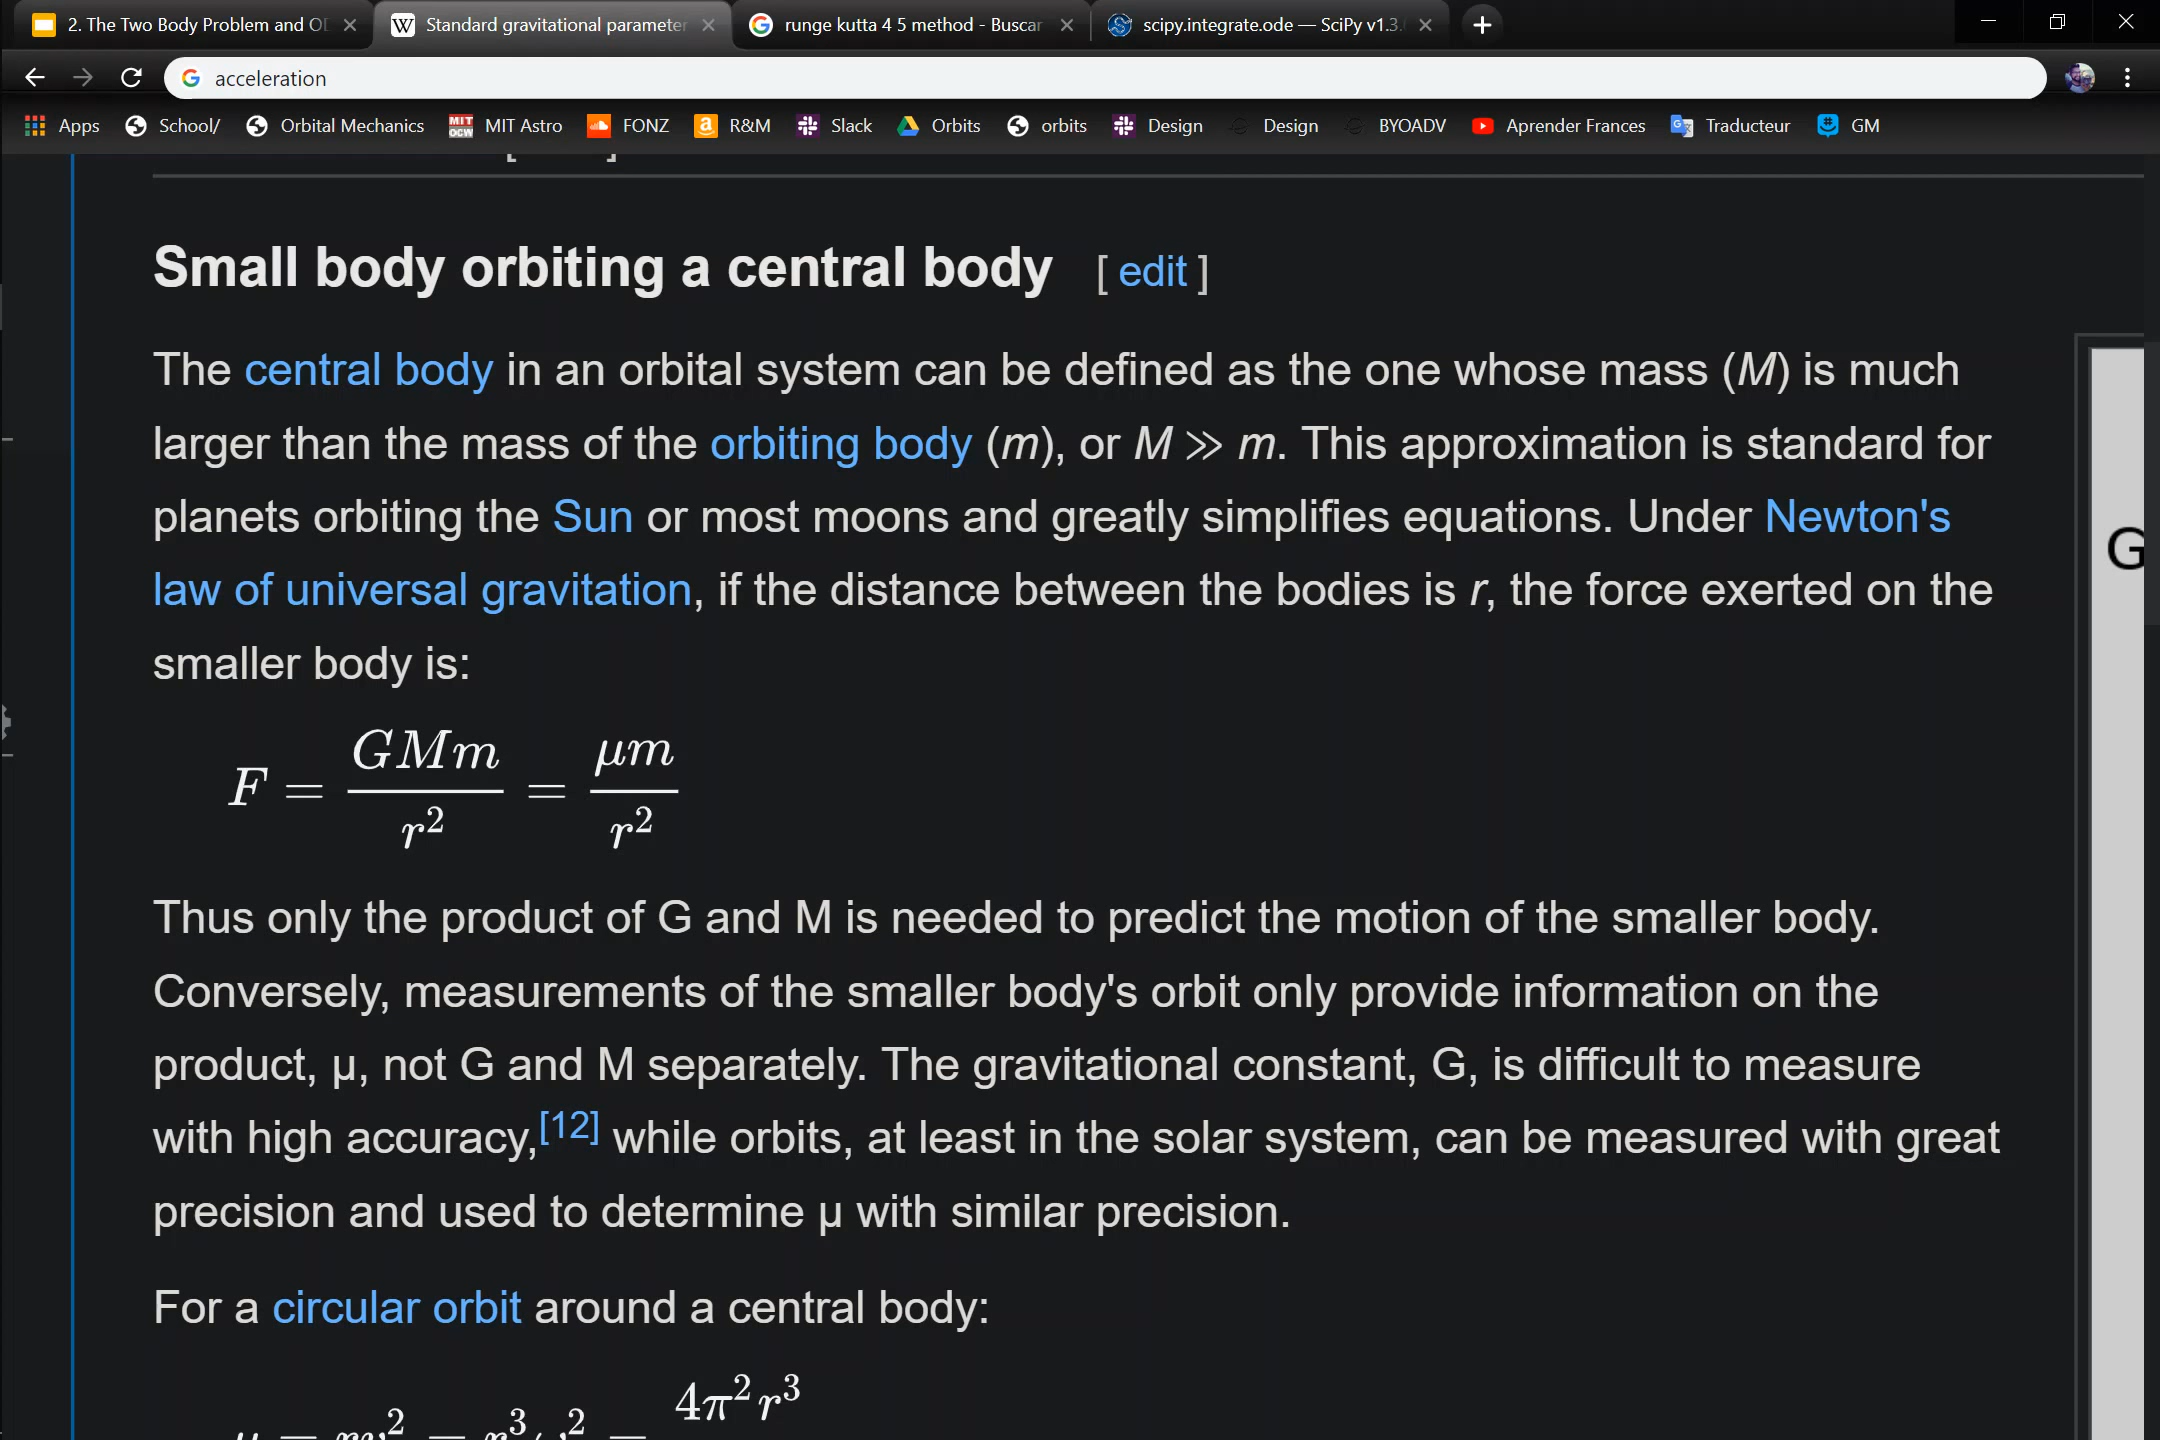 2. The Two Body Problem and OD
Standard gravitational parameter
runge kutta 4 5 method - Buscar
scipy.integrate.ode — SciPy v1.3.
acceleration
Apps School/ Orbital Mechanics MIT Astro FONZ R&M Slack Orbits orbits Design Design BYOADV Aprender Frances Traducteur GM
Small body orbiting a central body [ edit ]
The central body in an orbital system can be defined as the one whose mass (M) is much
larger than the mass of the orbiting body (m), or M ≫ m. This approximation is standard for
planets orbiting the Sun or most moons and greatly simplifies equations. Under Newton's
law of universal gravitation, if the distance between the bodies is r, the force exerted on the
smaller body is:
F = GMm / r² = μm / r²
Thus only the product of G and M is needed to predict the motion of the smaller body.
Conversely, measurements of the smaller body's orbit only provide information on the
product, μ, not G and M separately. The gravitational constant, G, is difficult to measure
with high accuracy,[12] while orbits, at least in the solar system, can be measured with great
precision and used to determine μ with similar precision.
For a circular orbit around a central body:
μ = rv² = r³ω² = 4π²r³
G